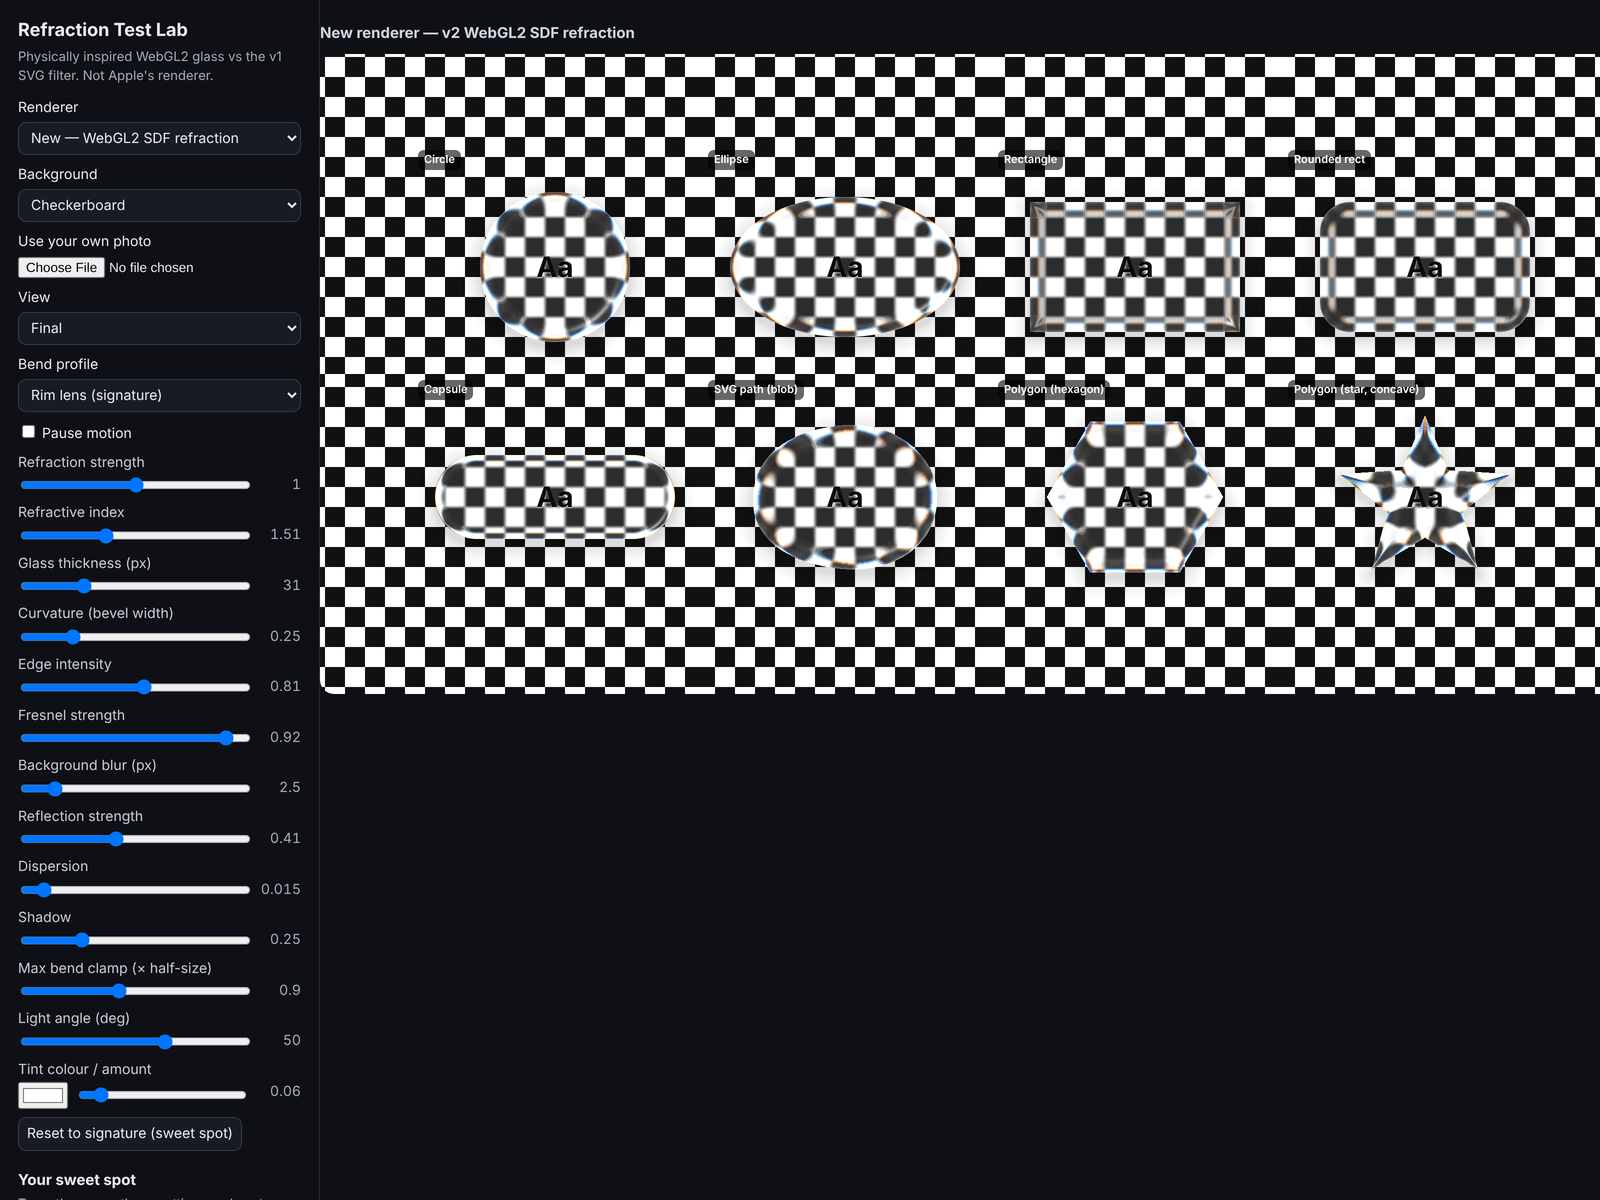 Refraction Test Lab
Physically inspired WebGL2 glass vs the v1
SVG filter. Not Apple's renderer.
Renderer
New — WebGL2 SDF refraction
Background
Checkerboard
Use your own photo
Choose File No file chosen
View
Final
Bend profile
Rim lens (signature)
Pause motion
Refraction strength
1
Refractive index
1.51
Glass thickness (px)
31
Curvature (bevel width)
0.25
Edge intensity
0.81
Fresnel strength
0.92
Background blur (px)
2.5
Reflection strength
0.41
Dispersion
0.015
Shadow
0.25
Max bend clamp (× half-size)
0.9
Light angle (deg)
50
Tint colour / amount
0.06
Reset to signature (sweet spot)
Your sweet spot
New renderer — v2 WebGL2 SDF refraction
Circle
Ellipse
Rectangle
Rounded rect
Aa
Aa
Aa
Aa
Capsule
SVG path (blob)
Polygon (hexagon)
Polygon (star, concave)
Aa
Aa
Aa
Aa